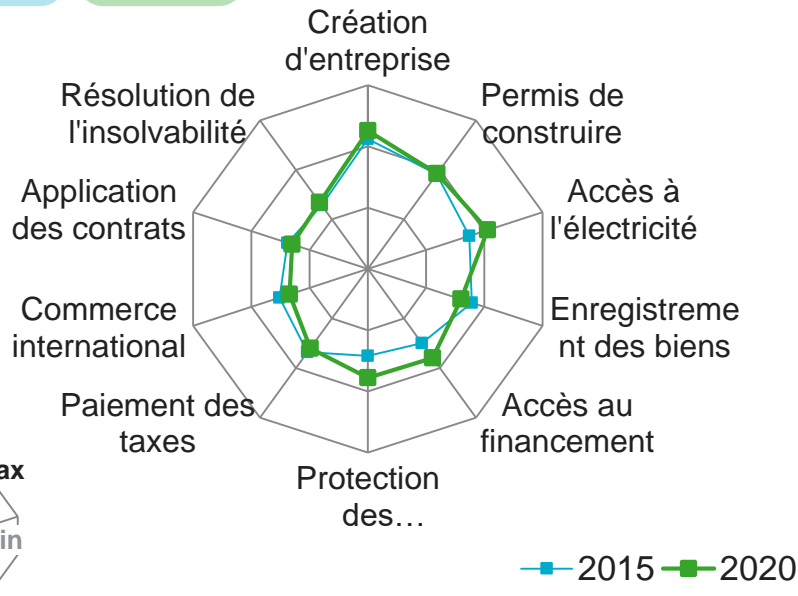 Création
d'entreprise
Permis de
construire
Accès à
l'électricité
Enregistreme
nt des biens
Accès au
financement
Protection
des…
Paiement des
taxes
Commerce
international
Application
des contrats
Résolution de
l'insolvabilité
ax
in
2015
2020